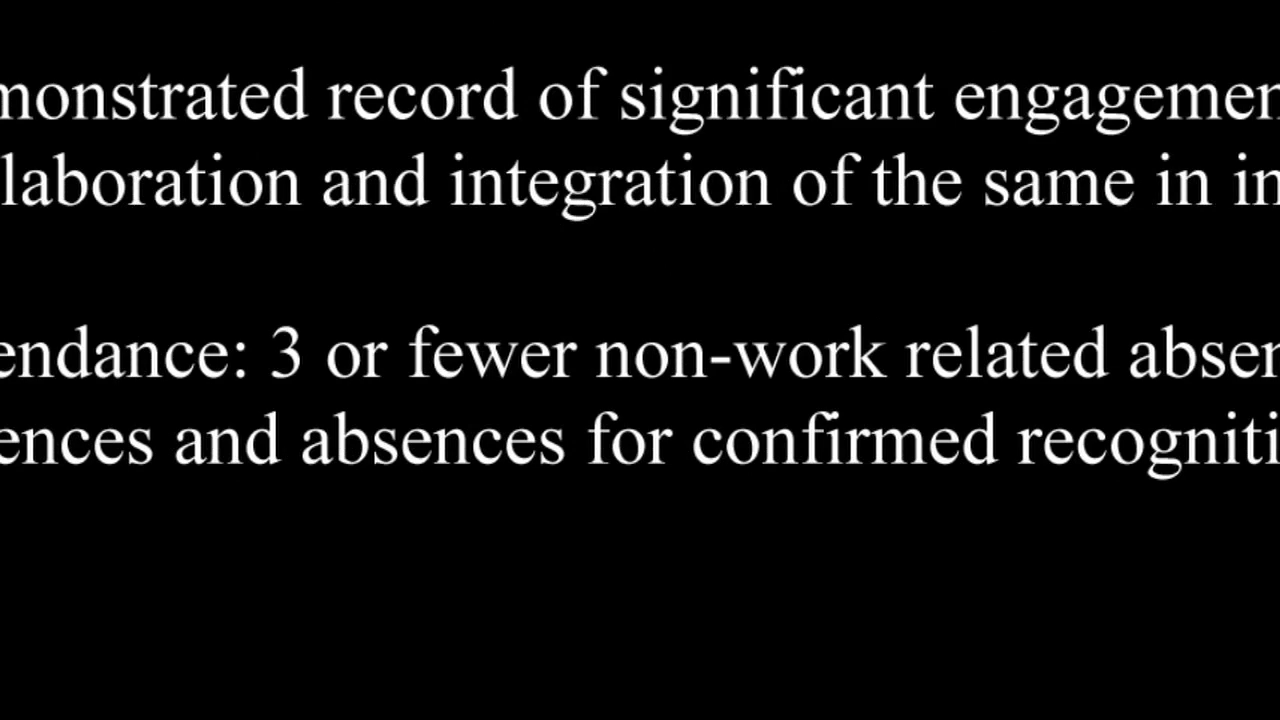 monstrated record of significant engagemen
laboration and integration of the same in in
endance: 3 or fewer non-work related absen
ences and absences for confirmed recogniti